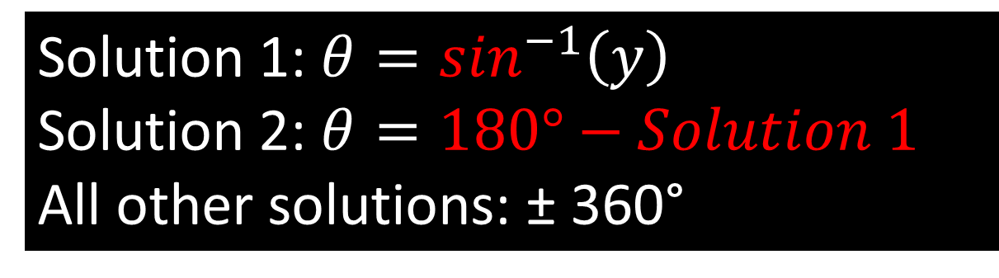 Solution 1: θ = sin⁻¹(y)
Solution 2: θ = 180° − Solution 1
All other solutions: ± 360°